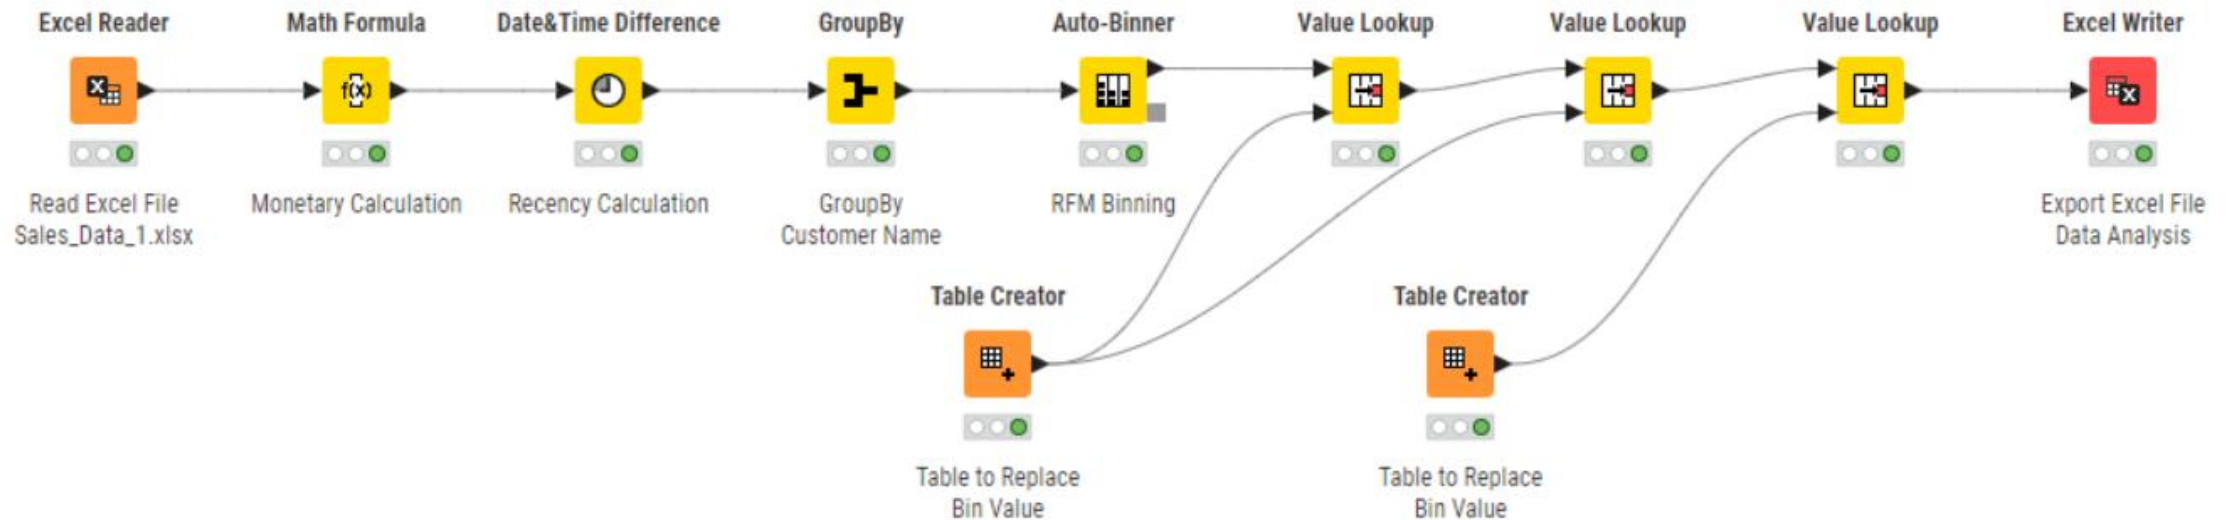 Excel Reader
Math Formula
Date&Time Difference
GroupBy
Auto-Binner
Value Lookup
Value Lookup
Value Lookup
Excel Writer
f(x)
Read Excel File
Sales_Data_1.xlsx
Monetary Calculation
Recency Calculation
GroupBy
Customer Name
RFM Binning
Export Excel File
Data Analysis
Table Creator
Table Creator
Table to Replace
Bin Value
Table to Replace
Bin Value